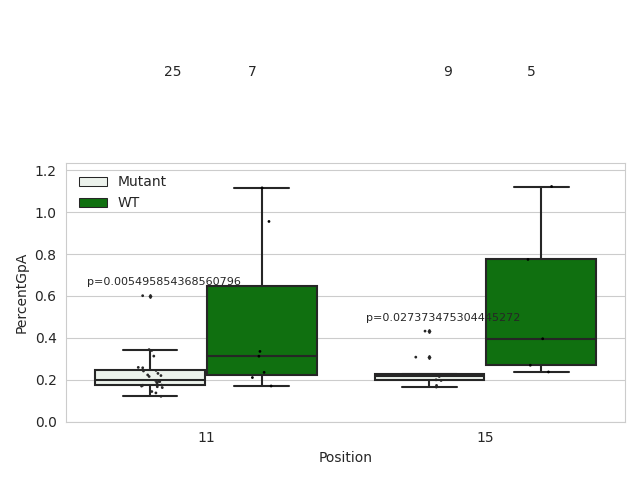 25 7 9 5
1.2
Mutant
WT
1.0
0.8
p=0.005495854368560796
0.6
p=0.027373475304445272
0.4
0.2
0.0
PercentGpA
11 15
Position